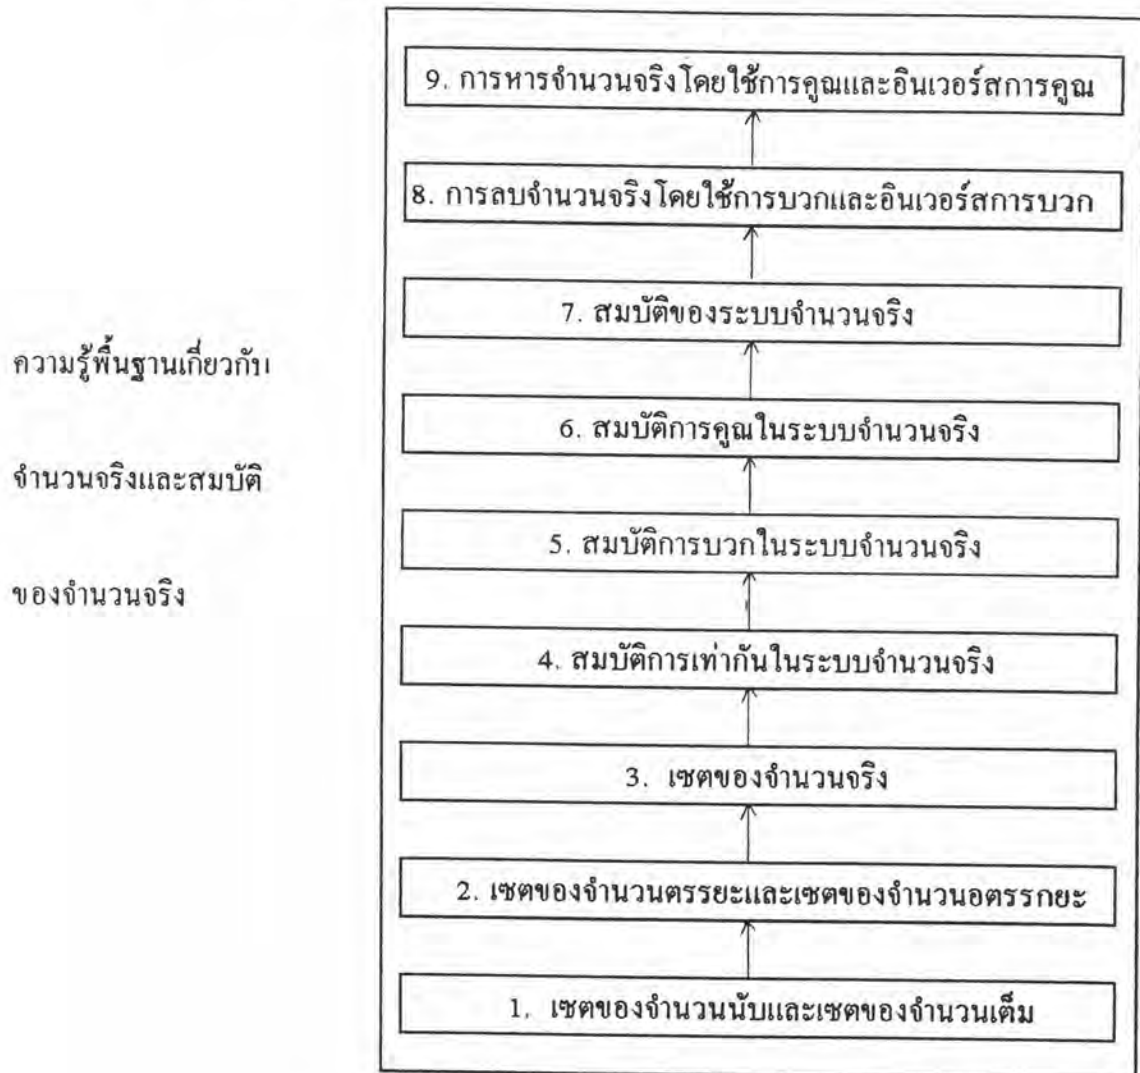 9. การหารจำนวนจริงโดยใช้การคูณและอินเวอร์สการคูณ
8. การลบจำนวนจริงโดยใช้การบวกและอินเวอร์สการบวก
7. สมบัติของระบบจำนวนจริง
ความรู้พื้นฐานเกี่ยวกับ
6. สมบัติการคูณในระบบจำนวนจริง
จำนวนจริงและสมบัติ
5. สมบัติการบวกในระบบจำนวนจริง
ของจำนวนจริง
4. สมบัติการเท่ากันในระบบจำนวนจริง
3. เซตของจำนวนจริง
2. เซตของจำนวนตรรยะและเซตของจำนวนอตรรกยะ
1. เซตของจำนวนนับและเซตของจำนวนเต็ม